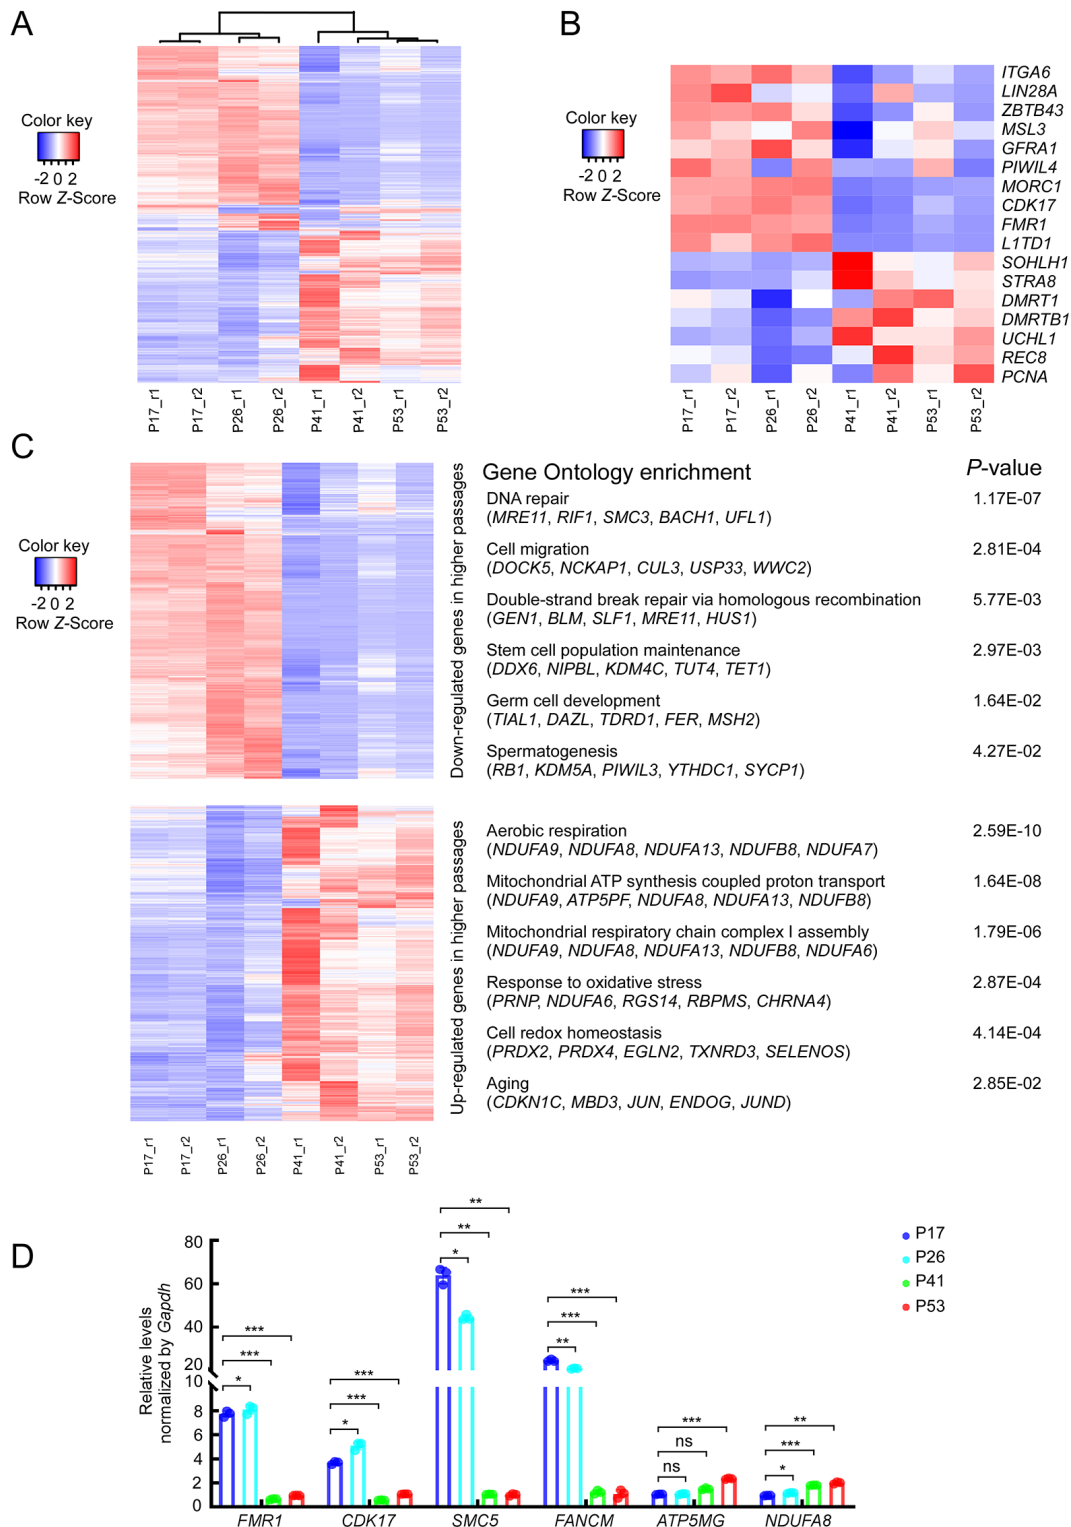 A
Color key
-2 0 2
Row Z-Score
P17_r1
P17_r2
P26_r1
P26_r2
P41_r1
P41_r2
P53_r1
P53_r2
B
Color key
-2 0 2
Row Z-Score
ITGA6
LIN28A
ZBTB43
MSL3
GFRA1
PIWIL4
MORC1
CDK17
FMR1
L1TD1
SOHLH1
STRA8
DMRT1
DMRTB1
UCHL1
REC8
PCNA
P17_r1
P17_r2
P26_r1
P26_r2
P41_r1
P41_r2
P53_r1
P53_r2
C
Color key
-2 0 2
Row Z-Score
Down-regulated genes in higher passages
Gene Ontology enrichment P-value
DNA repair 1.17E-07
(MRE11, RIF1, SMC3, BACH1, UFL1)
Cell migration 2.81E-04
(DOCK5, NCKAP1, CUL3, USP33, WWC2)
Double-strand break repair via homologous recombination 5.77E-03
(GEN1, BLM, SLF1, MRE11, HUS1)
Stem cell population maintenance 2.97E-03
(DDX6, NIPBL, KDM4C, TUT4, TET1)
Germ cell development 1.64E-02
(TIAL1, DAZL, TDRD1, FER, MSH2)
Spermatogenesis 4.27E-02
(RB1, KDM5A, PIWIL3, YTHDC1, SYCP1)
Up-regulated genes in higher passages
Aerobic respiration 2.59E-10
(NDUFA9, NDUFA8, NDUFA13, NDUFB8, NDUFA7)
Mitochondrial ATP synthesis coupled proton transport 1.64E-08
(NDUFA9, ATP5PF, NDUFA8, NDUFA13, NDUFB8)
Mitochondrial respiratory chain complex I assembly 1.79E-06
(NDUFA9, NDUFA8, NDUFA13, NDUFB8, NDUFA6)
Response to oxidative stress 2.87E-04
(PRNP, NDUFA6, RGS14, RBPMS, CHRNA4)
Cell redox homeostasis 4.14E-04
(PRDX2, PRDX4, EGLN2, TXNRD3, SELENOS)
Aging 2.85E-02
(CDKN1C, MBD3, JUN, ENDOG, JUND)
P17_r1
P17_r2
P26_r1
P26_r2
P41_r1
P41_r2
P53_r1
P53_r2
D
Relative levels
normalized by Gapdh
80
60
40
20
10
8
6
4
2
0
***
***
*
***
***
*
**
**
*
***
***
**
***
ns
ns
**
***
*
FMR1
CDK17
SMC5
FANCM
ATP5MG
NDUFA8
P17
P26
P41
P53